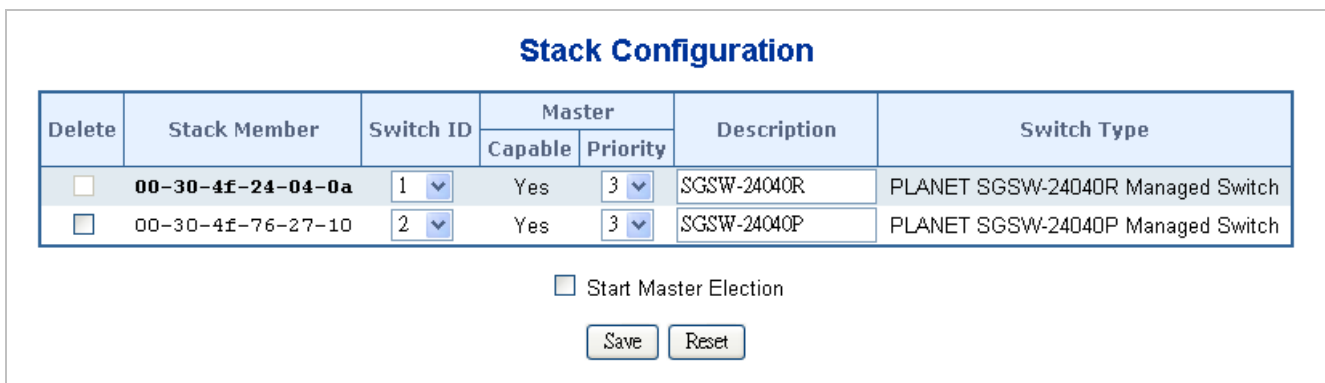 Stack Configuration
Delete Stack Member Switch ID Master Description Switch Type
Capable Priority
00-30-4f-24-04-0a 1 Yes 3 SGSW-24040R PLANET SGSW-24040R Managed Switch
00-30-4f-76-27-10 2 Yes 3 SGSW-24040P PLANET SGSW-24040P Managed Switch
Start Master Election
Save Reset